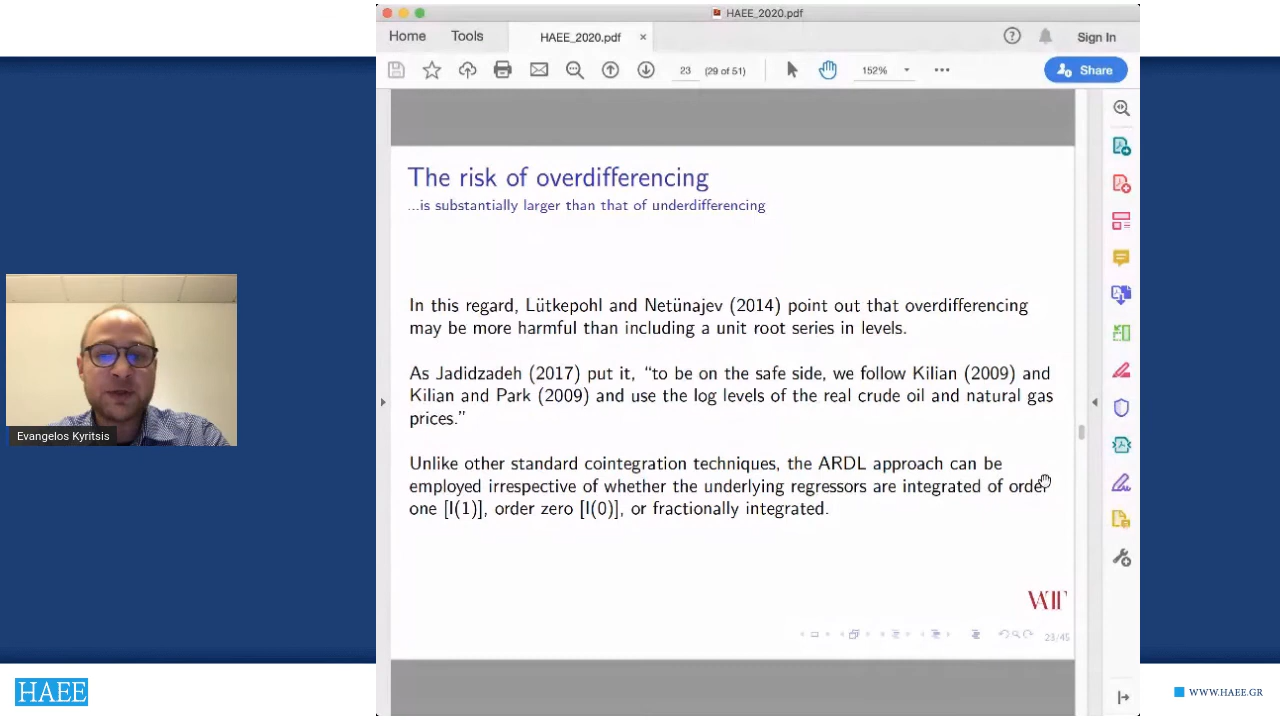 HAEE_2020.pdf
Home
Tools
HAEE_2020.pdf ×
Sign In
23
(29 of 51)
152%
Share
The risk of overdifferencing
...is substantially larger than that of underdifferencing
In this regard, Lütkepohl and Netünajev (2014) point out that overdifferencing
may be more harmful than including a unit root series in levels.
As Jadidzadeh (2017) put it, “to be on the safe side, we follow Kilian (2009) and
Kilian and Park (2009) and use the log levels of the real crude oil and natural gas
prices.”
Unlike other standard cointegration techniques, the ARDL approach can be
employed irrespective of whether the underlying regressors are integrated of order
one [I(1)], order zero [I(0)], or fractionally integrated.
23/45
Evangelos Kyritsis
HAEE
WWW.HAEE.GR